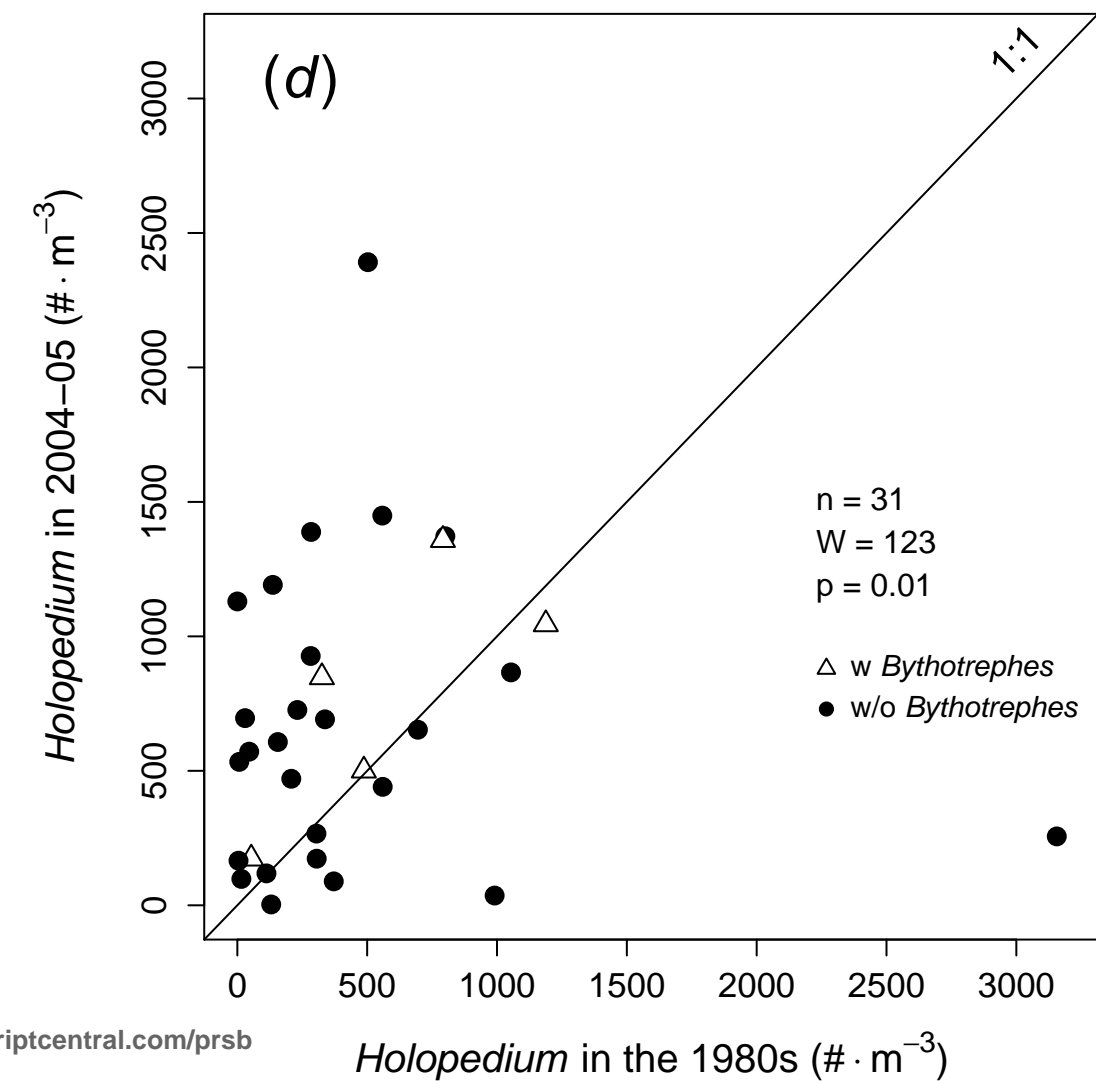 (d)
1:1
3000
2500
2000
1500
1000
500
0
Holopedium in 2004–05 (# · m⁻³)
n = 31
W = 123
p = 0.01
w Bythotrephes
w/o Bythotrephes
0 500 1000 1500 2000 2500 3000
riptcentral.com/prsb
Holopedium in the 1980s (# · m⁻³)